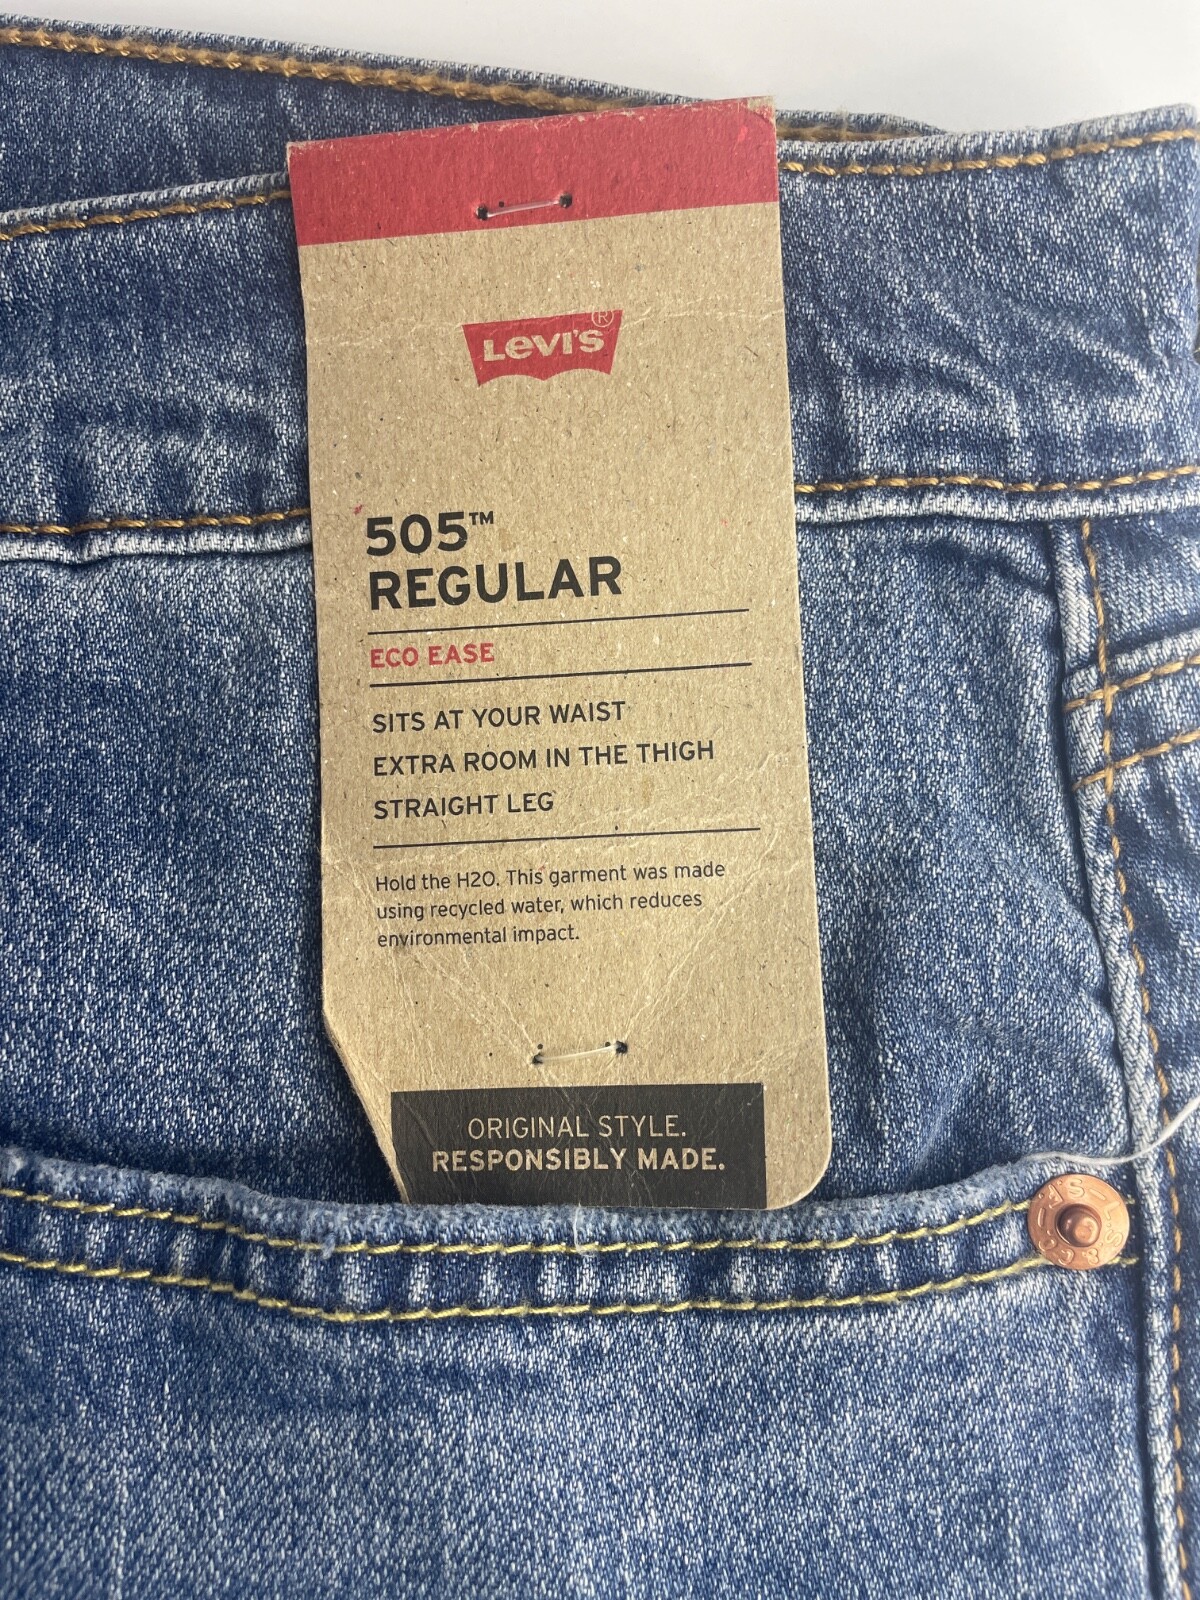 LEVI'S®
505™
REGULAR
ECO EASE
SITS AT YOUR WAIST
EXTRA ROOM IN THE THIGH
STRAIGHT LEG
Hold the H2O. This garment was made
using recycled water, which reduces
environmental impact.
ORIGINAL STYLE.
RESPONSIBLY MADE.
L.S.&CO.–S.F.–